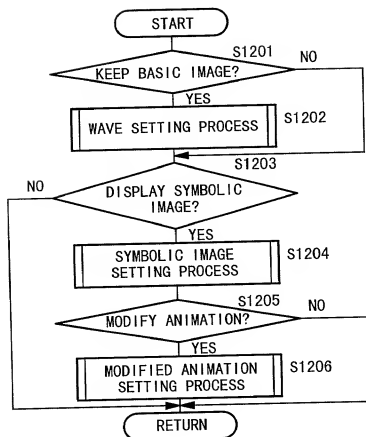 START
S1201
KEEP BASIC IMAGE?
NO
YES
WAVE SETTING PROCESS
S1202
S1203
NO
DISPLAY SYMBOLIC
IMAGE?
YES
SYMBOLIC IMAGE
SETTING PROCESS
S1204
S1205
MODIFY ANIMATION?
NO
YES
MODIFIED ANIMATION
SETTING PROCESS
S1206
RETURN